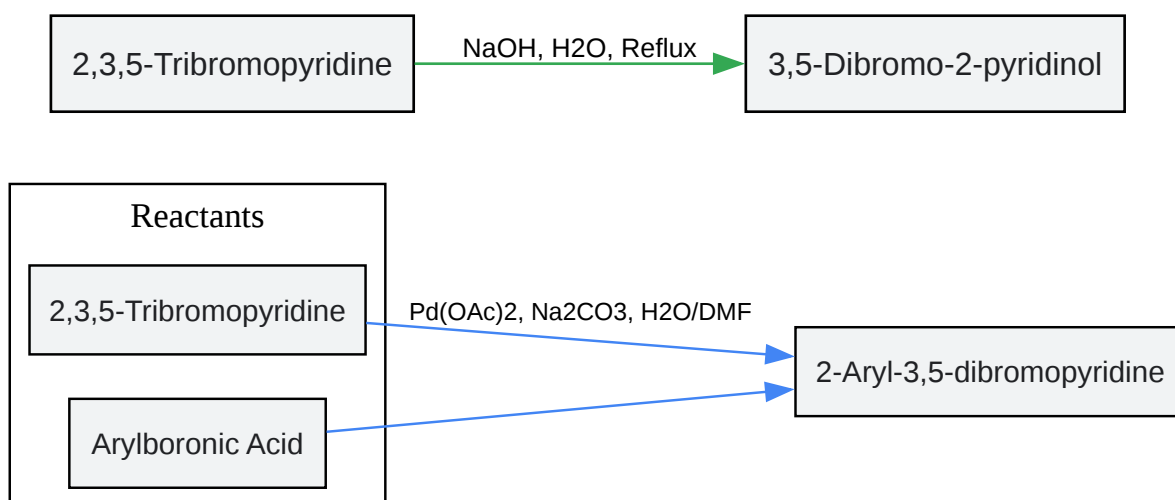 2,3,5-Tribromopyridine
NaOH, H2O, Reflux
3,5-Dibromo-2-pyridinol
Reactants
2,3,5-Tribromopyridine
Pd(OAc)2, Na2CO3, H2O/DMF
2-Aryl-3,5-dibromopyridine
Arylboronic Acid